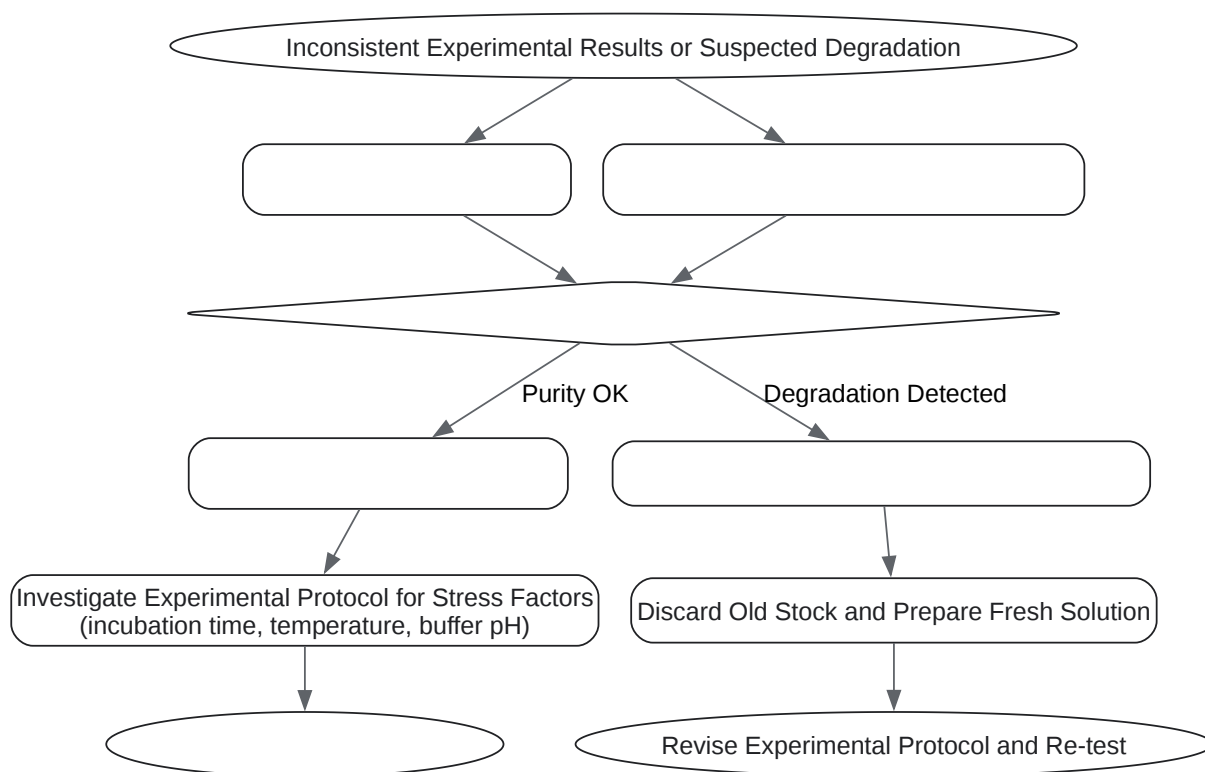 Inconsistent Experimental Results or Suspected Degradation
Purity OK
Degradation Detected
Investigate Experimental Protocol for Stress Factors
(incubation time, temperature, buffer pH)
Discard Old Stock and Prepare Fresh Solution
Revise Experimental Protocol and Re-test